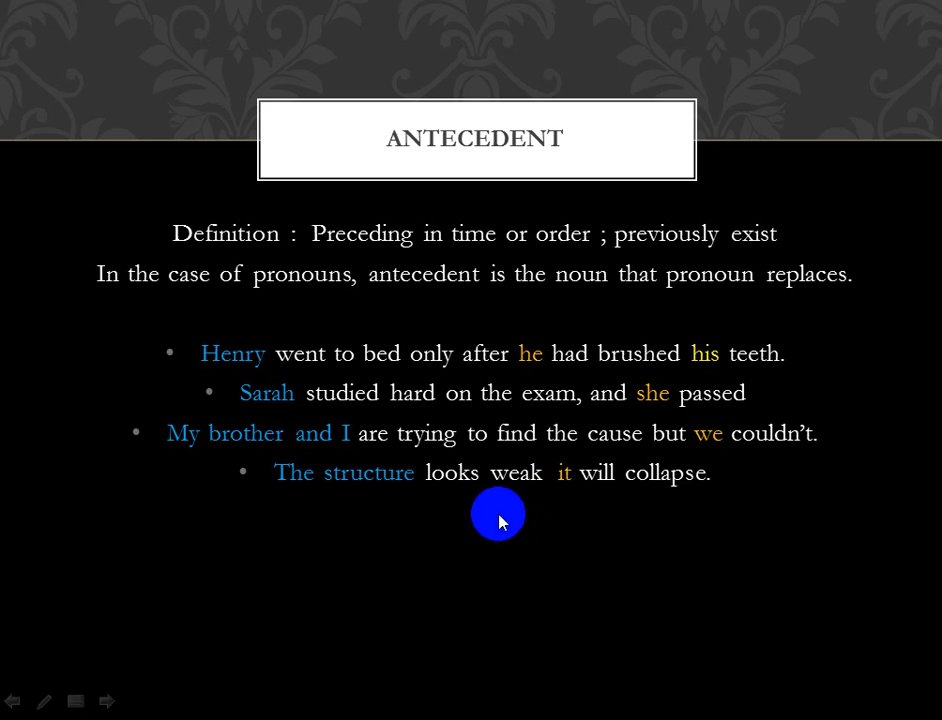 ANTECEDENT
Definition : Preceding in time or order ; previously exist
In the case of pronouns, antecedent is the noun that pronoun replaces.
• Henry went to bed only after he had brushed his teeth.
• Sarah studied hard on the exam, and she passed
• My brother and I are trying to find the cause but we couldn’t.
• The structure looks weak it will collapse.